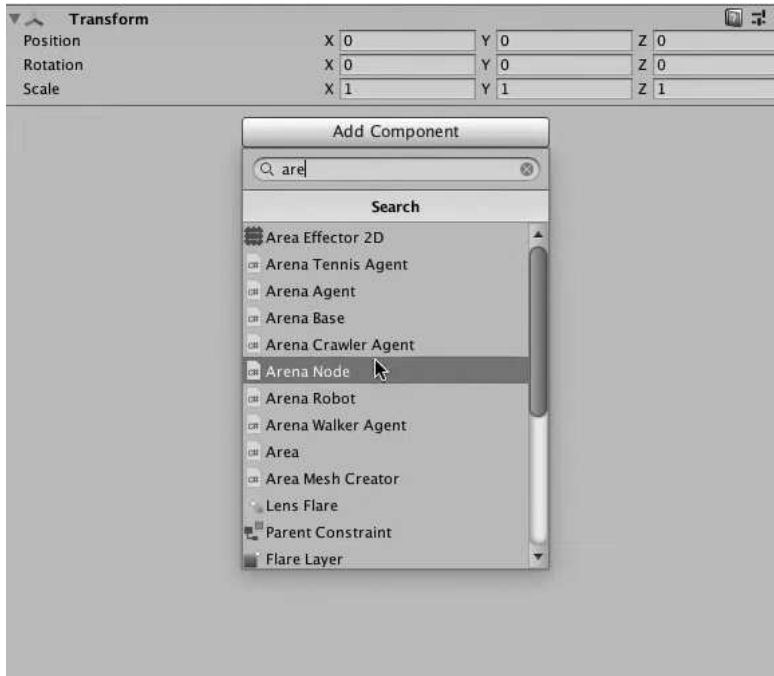 Transform
Position X 0 Y 0 Z 0
Rotation X 0 Y 0 Z 0
Scale X 1 Y 1 Z 1
Add Component
are
Search
Area Effector 2D
Arena Tennis Agent
Arena Agent
Arena Base
Arena Crawler Agent
Arena Node
Arena Robot
Arena Walker Agent
Area
Area Mesh Creator
Lens Flare
Parent Constraint
Flare Layer